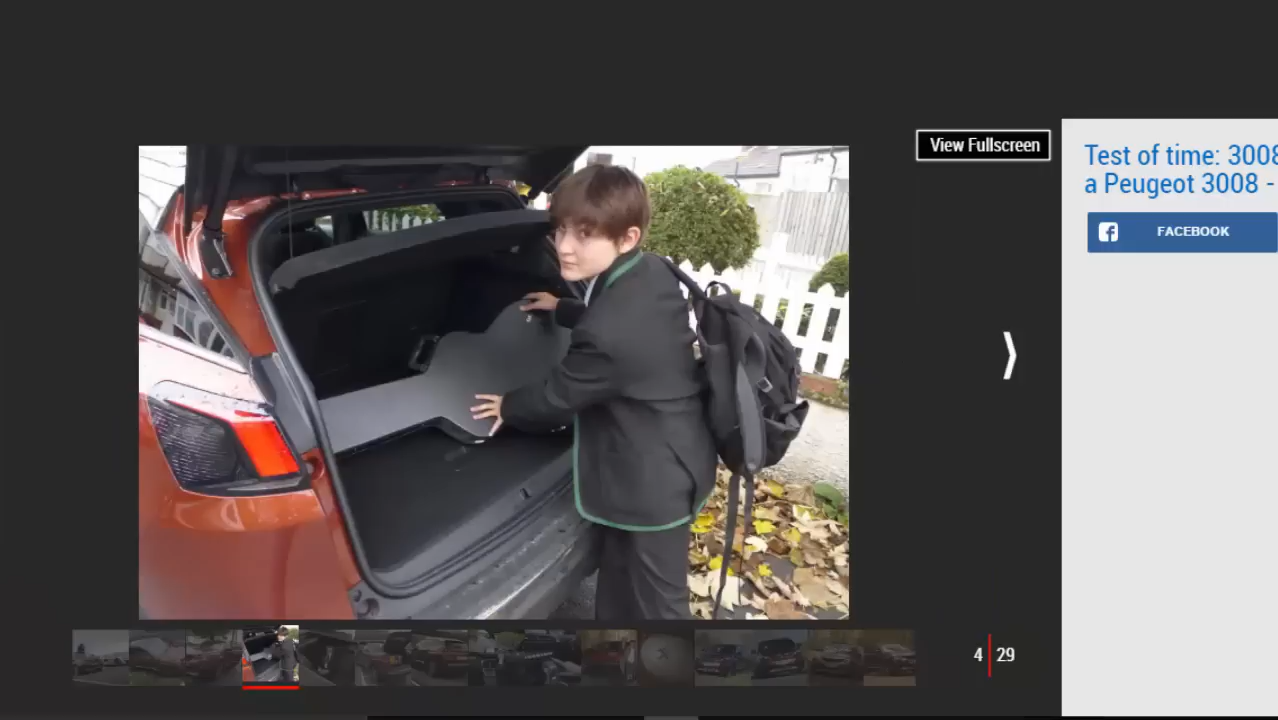 View Fullscreen
Test of time: 3008
a Peugeot 3008 -
FACEBOOK
4 29